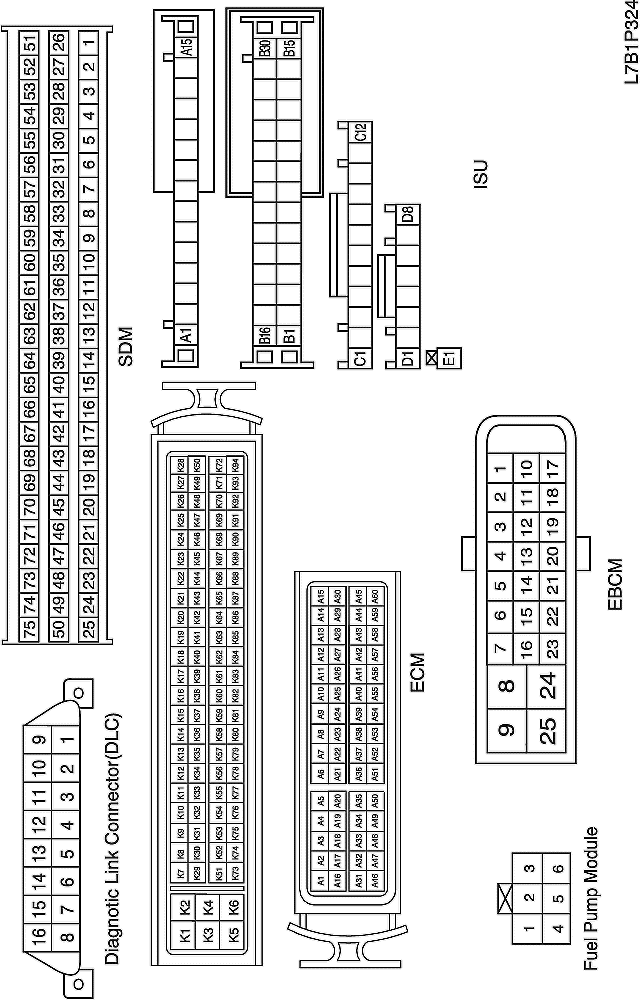 16 15 14 13 12 11 10 9
8 7 6 5 4 3 2 1
Diagnotic Link Connector(DLC)
75 74 73 72 71 70 69 68 67 66 65 64 63 62 61 60 59 58 57 56 55 54 53 52 51
50 49 48 47 46 45 44 43 42 41 40 39 38 37 36 35 34 33 32 31 30 29 28 27 26
25 24 23 22 21 20 19 18 17 16 15 14 13 12 11 10 9 8 7 6 5 4 3 2 1
SDM
K1 K2
K3 K4
K5 K6
K7 K8 K9 K10 K11 K12 K13 K14 K15 K16 K17 K18 K19 K20 K21 K22 K23 K24 K25 K26 K27 K28
K29 K30 K31 K32 K33 K34 K35 K36 K37 K38 K39 K40 K41 K42 K43 K44 K45 K46 K47 K48 K49 K50
K51 K52 K53 K54 K55 K56 K57 K58 K59 K60 K61 K62 K63 K64 K65 K66 K67 K68 K69 K70 K71 K72
K73 K74 K75 K76 K77 K78 K79 K80 K81 K82 K83 K84 K85 K86 K87 K88 K89 K90 K91 K92 K93 K94
A1 A2 A3 A4 A5 A6 A7 A8 A9 A10 A11 A12 A13 A14 A15
A16 A17 A18 A19 A20 A21 A22 A23 A24 A25 A26 A27 A28 A29 A30
A31 A32 A33 A34 A35 A36 A37 A38 A39 A40 A41 A42 A43 A44 A45
A46 A47 A48 A49 A50 A51 A52 A53 A54 A55 A56 A57 A58 A59 A60
ECM
A1 A15
B16 B30
B1 B15
C1 C12
D1 D8
E1
ISU
1 2 3
4 5 6
Fuel Pump Module
9 8 7 6 5 4 3 2 1
16 15 14 13 12 11 10
25 24 23 22 21 20 19 18 17
EBCM
L7B1P324